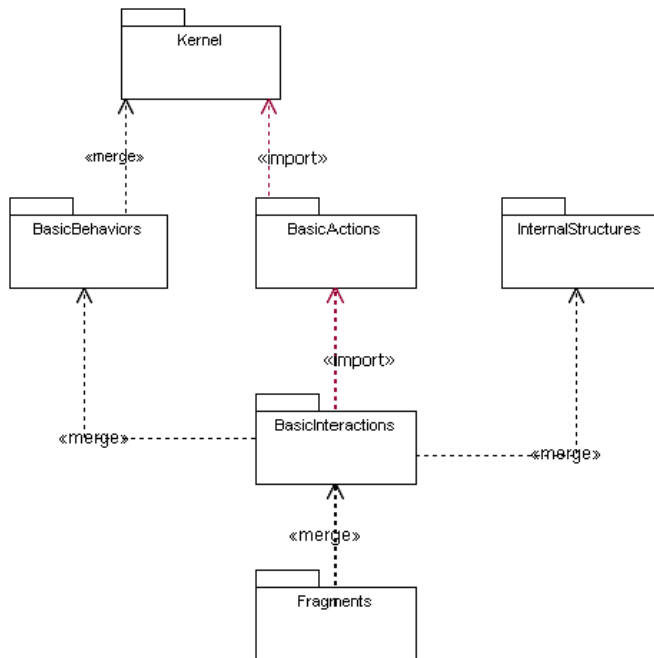 Kernel
«merge»
«import»
BasicBehaviors
BasicActions
InternalStructures
«import»
BasicInteractions
«merge»
«merge»
«merge»
Fragments